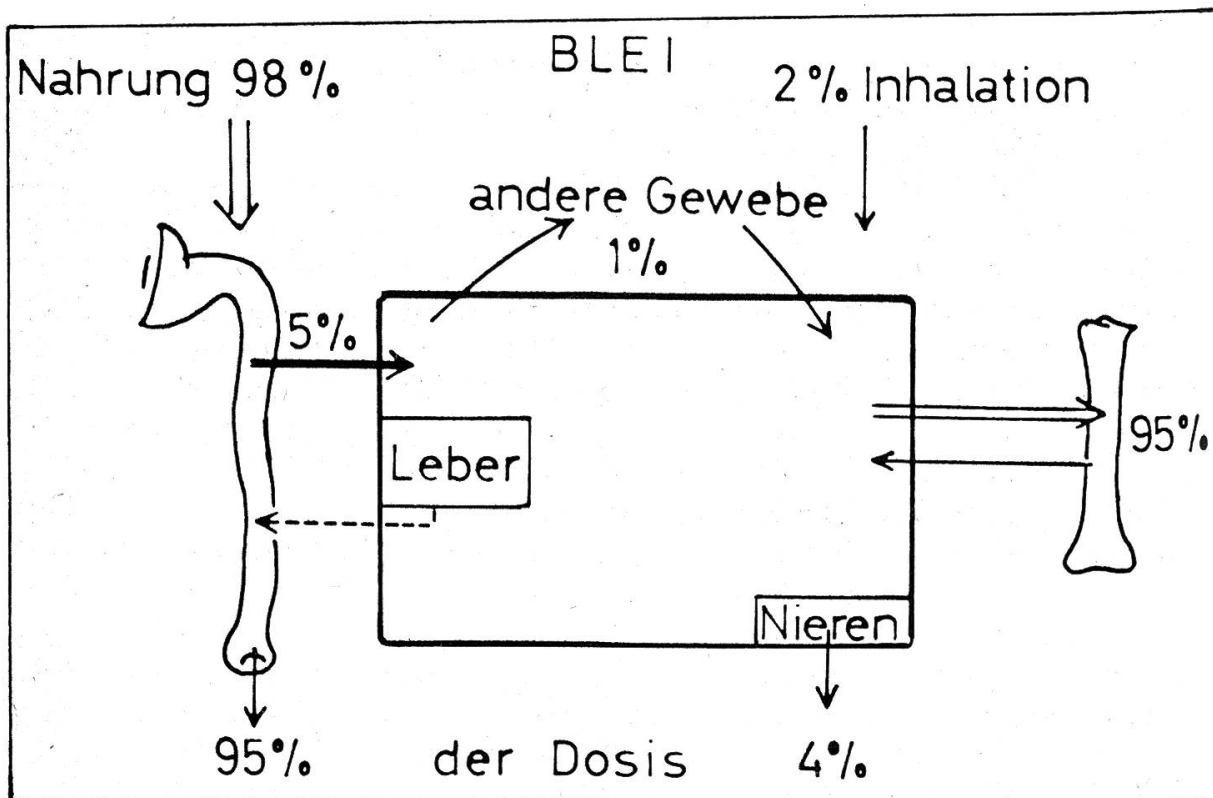 BLEI
Nahrung 98%
2% Inhalation
andere Gewebe
1%
5%
95%
Leber
Nieren
95% der Dosis 4%